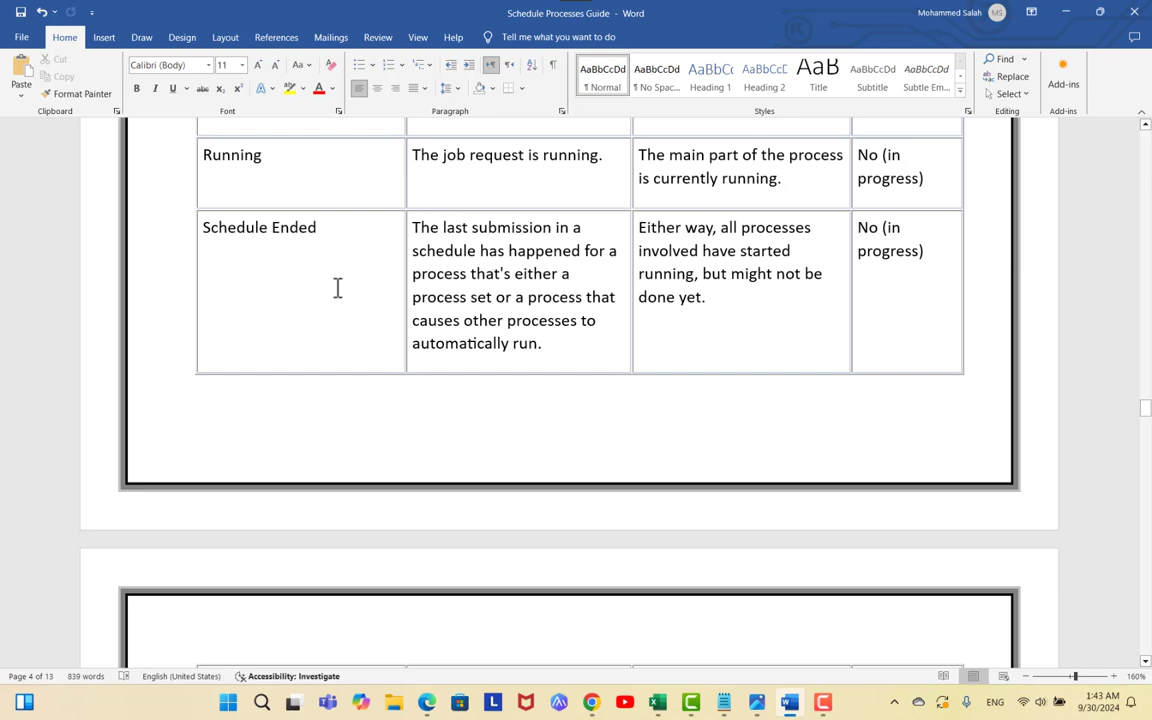 Schedule Processes Guide - Word
Mohammed Salah MS
File Home Insert Draw Design Layout References Mailings Review View Help Tell me what you want to do
Paste
Cut
Copy
Format Painter
Calibri (Body) 11
Aa
B I U abc x₂ x² A A
Clipboard Font Paragraph Styles Editing Add-ins
AaBbCcDd ¶ Normal
AaBbCcDd ¶ No Spac...
AaBbCc Heading 1
AaBbCcC Heading 2
AaB Title
AaBbCcD Subtitle
AaBbCcDd Subtle Em...
Find
Replace
Select
Add-ins
Running
The job request is running.
The main part of the process
is currently running.
No (in
progress)
Schedule Ended
The last submission in a
schedule has happened for a
process that's either a
process set or a process that
causes other processes to
automatically run.
Either way, all processes
involved have started
running, but might not be
done yet.
No (in
progress)
Page 4 of 13 839 words English (United States) Accessibility: Investigate 160%
ENG
1:43 AM
9/30/2024